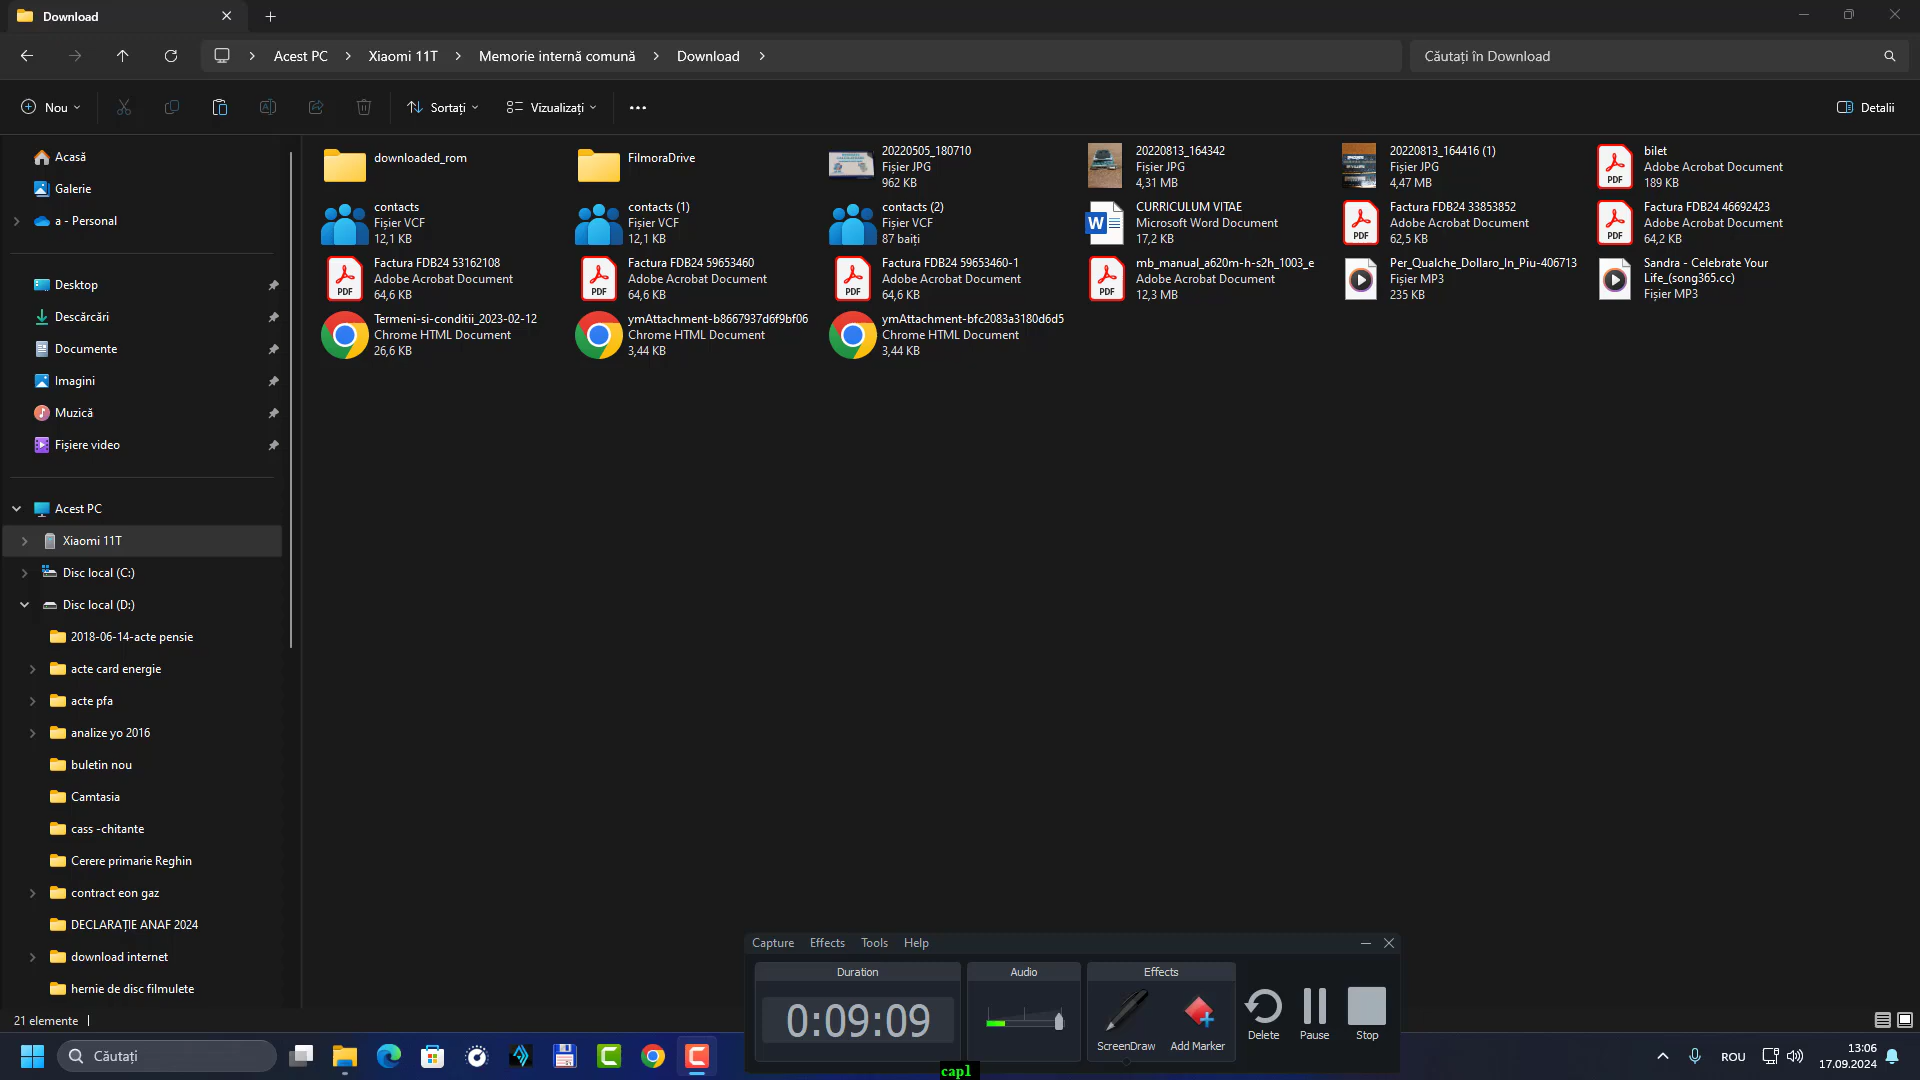 Download
Acest PC
Xiaomi 11T
Memorie internă comună
Download
Căutați în Download
Nou
Sortați
Vizualizați
Detalii
Acasă
Galerie
a - Personal
Desktop
Descărcări
Documente
Imagini
Muzică
Fișiere video
Acest PC
Xiaomi 11T
Disc local (C:)
Disc local (D:)
2018-06-14-acte pensie
acte card energie
acte pfa
analize yo 2016
buletin nou
Camtasia
cass -chitante
Cerere primarie Reghin
contract eon gaz
DECLARAȚIE ANAF 2024
download internet
hernie de disc filmulete
downloaded_rom
FilmoraDrive
20220505_180710
Fișier JPG
962 KB
20220813_164342
Fișier JPG
4,31 MB
20220813_164416 (1)
Fișier JPG
4,47 MB
PDF
bilet
Adobe Acrobat Document
189 KB
contacts
Fișier VCF
12,1 KB
contacts (1)
Fișier VCF
12,1 KB
contacts (2)
Fișier VCF
87 baiți
W
CURRICULUM VITAE
Microsoft Word Document
17,2 KB
PDF
Factura FDB24 33853852
Adobe Acrobat Document
62,5 KB
PDF
Factura FDB24 46692423
Adobe Acrobat Document
64,2 KB
PDF
Factura FDB24 53162108
Adobe Acrobat Document
64,6 KB
PDF
Factura FDB24 59653460
Adobe Acrobat Document
64,6 KB
PDF
Factura FDB24 59653460-1
Adobe Acrobat Document
64,6 KB
PDF
mb_manual_a620m-h-s2h_1003_e
Adobe Acrobat Document
12,3 MB
Per_Qualche_Dollaro_In_Piu-406713
Fișier MP3
235 KB
Sandra - Celebrate Your
Life_(song365.cc)
Fișier MP3
Termeni-si-conditii_2023-02-12
Chrome HTML Document
26,6 KB
ymAttachment-b8667937d6f9bf06
Chrome HTML Document
3,44 KB
ymAttachment-bfc2083a3180d6d5
Chrome HTML Document
3,44 KB
21 elemente
Capture Effects Tools Help
Duration
0:09:09
Audio
Effects
ScreenDraw
Add Marker
Delete
Pause
Stop
capl
Căutați
ROU
13:06
17.09.2024